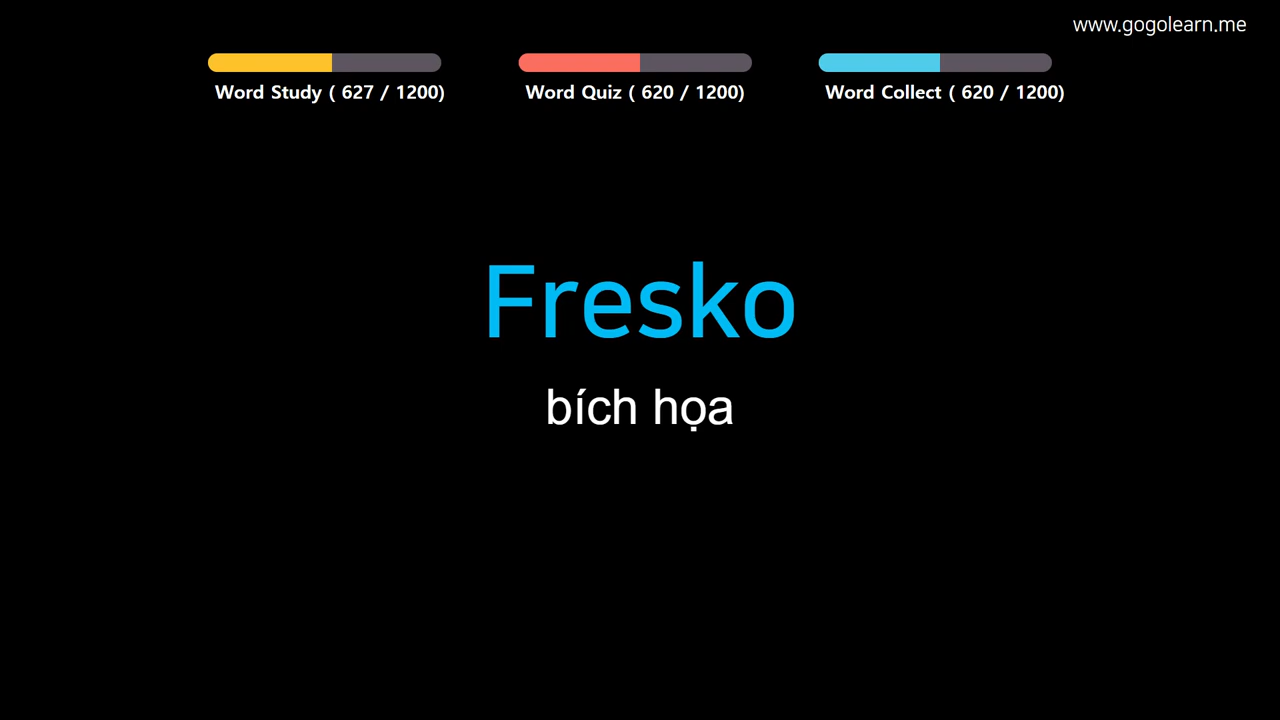 www.gogolearn.me
Word Study ( 627 / 1200)
Word Quiz ( 620 / 1200)
Word Collect ( 620 / 1200)
Fresko
bích họa